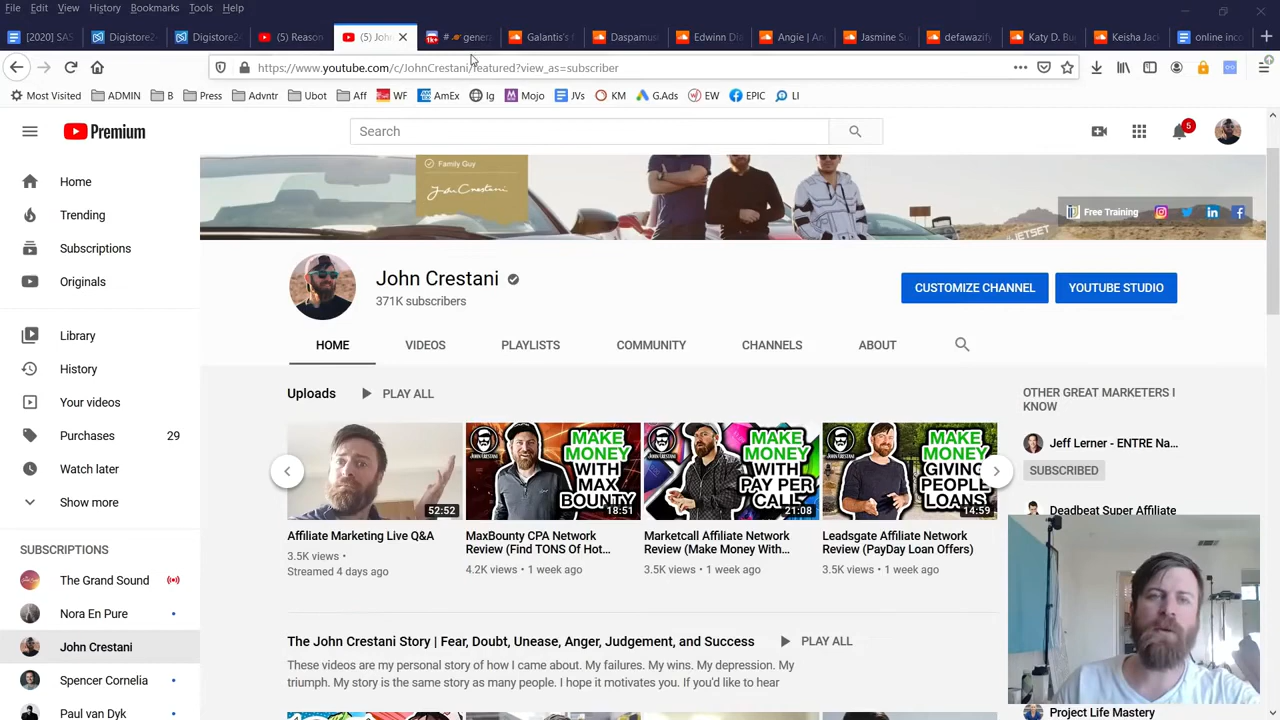 File Edit View History Bookmarks Tools Help
[2020] SAS
Digistore2
Digistore24
(5) Reason
(5) Joh
# general
Galantis's f
Daspamus
Edwinn Dia
Angie | An
Jasmine Su
defawazify
Katy D. Bu
Keisha Jack
online inco
https://www.youtube.com/c/JohnCrestani/featured?view_as=subscriber
Most Visited ADMIN B Press Advntr Ubot Aff WF AmEx Ig Mojo JVs KM G.Ads EW EPIC LI
Premium
Search
5
Home
Trending
Subscriptions
Originals
Library
History
Your videos
Purchases 29
Watch later
Show more
SUBSCRIPTIONS
The Grand Sound
Nora En Pure
John Crestani
Spencer Cornelia
Paul van Dyk
Family Guy
John Crestani
JETSET
Free Training
John Crestani
371K subscribers
CUSTOMIZE CHANNEL
YOUTUBE STUDIO
HOME VIDEOS PLAYLISTS COMMUNITY CHANNELS ABOUT
Uploads PLAY ALL
52:52
Affiliate Marketing Live Q&A
3.5K views •
Streamed 4 days ago
MAKE
MONEY
WITH
MAX
BOUNTY
18:51
MaxBounty CPA Network
Review (Find TONS Of Hot...
4.2K views • 1 week ago
MAKE
MONEY
WITH
PAY PER
CALL
21:08
Marketcall Affiliate Network
Review (Make Money With...
3.5K views • 1 week ago
MAKE
MONEY
GIVING
PEOPLE
LOANS
14:59
Leadsgate Affiliate Network
Review (PayDay Loan Offers)
3.5K views • 1 week ago
OTHER GREAT MARKETERS I
KNOW
Jeff Lerner - ENTRE Na...
SUBSCRIBED
Deadbeat Super Affiliate
Project Life Mastery
The John Crestani Story | Fear, Doubt, Unease, Anger, Judgement, and Success PLAY ALL
These videos are my personal story of how I came about. My failures. My wins. My depression. My
triumph. My story is the same story as many people. I hope it motivates you. If you'd like to hear